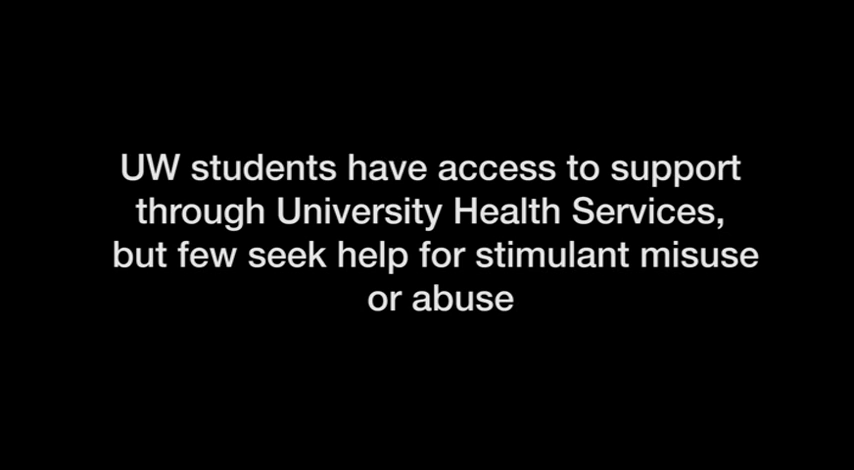 UW students have access to support
through University Health Services,
but few seek help for stimulant misuse
or abuse